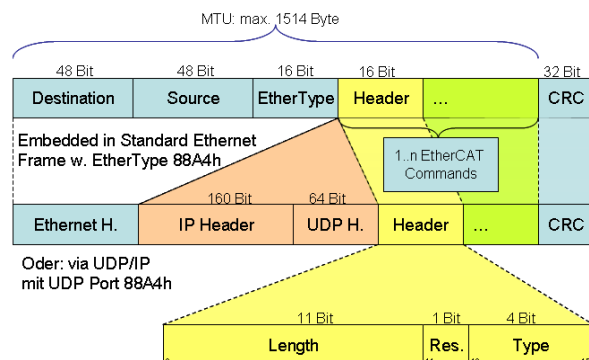 MTU: max. 1514 Byte
48 Bit 48 Bit 16 Bit 16 Bit 32 Bit
Destination Source EtherType Header ... CRC
Embedded in Standard Ethernet
Frame w. EtherType 88A4h
1..n EtherCAT
Commands
160 Bit 64 Bit
Ethernet H. IP Header UDP H. Header ... CRC
Oder: via UDP/IP
mit UDP Port 88A4h
11 Bit 1 Bit 4 Bit
Length Res. Type